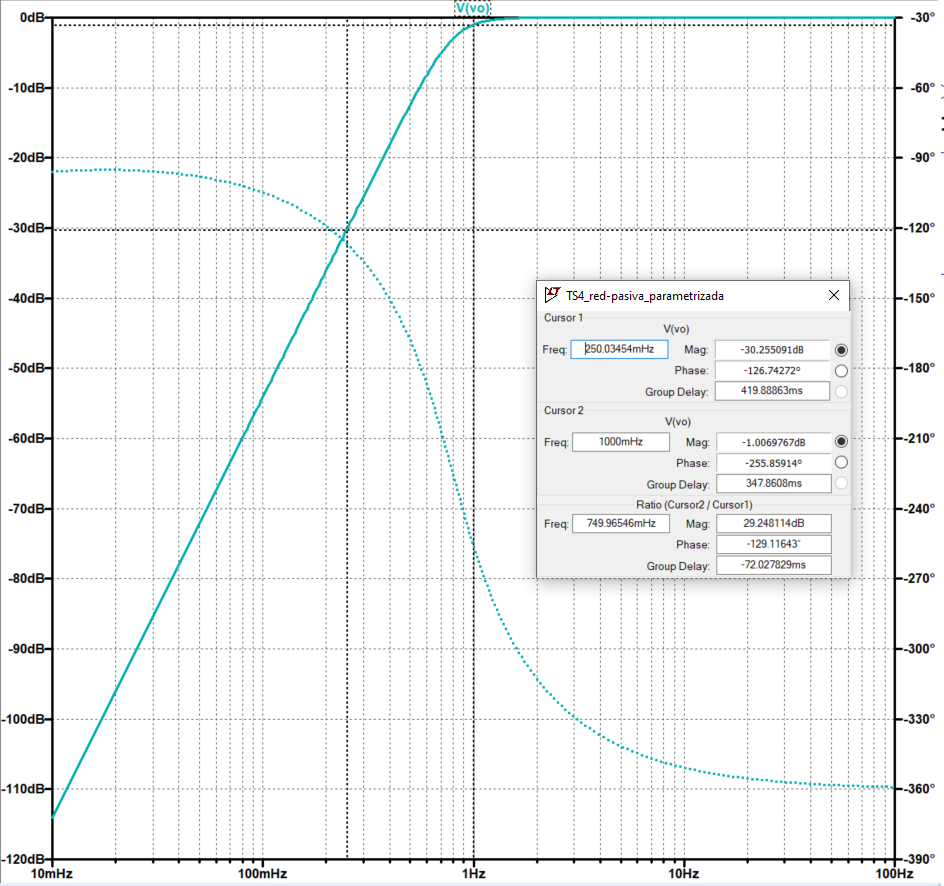 V(vo)
0dB
-10dB
-20dB
-30dB
-40dB
-50dB
-60dB
-70dB
-80dB
-90dB
-100dB
-110dB
-120dB
-30°
-60°
-90°
-120°
-150°
-180°
-210°
-240°
-270°
-300°
-330°
-360°
-390°
10mHz 100mHz 1Hz 10Hz 100Hz
TS4_red-pasiva_parametrizada
Cursor 1
V(vo)
Freq: 250.03454mHz Mag: -30.255091dB
Phase: -126.74272°
Group Delay: 419.88863ms
Cursor 2
V(vo)
Freq: 1000mHz Mag: -1.0069767dB
Phase: -255.85914°
Group Delay: 347.8608ms
Ratio (Cursor2 / Cursor1)
Freq: 749.96546mHz Mag: 29.248114dB
Phase: -129.11643°
Group Delay: -72.027829ms